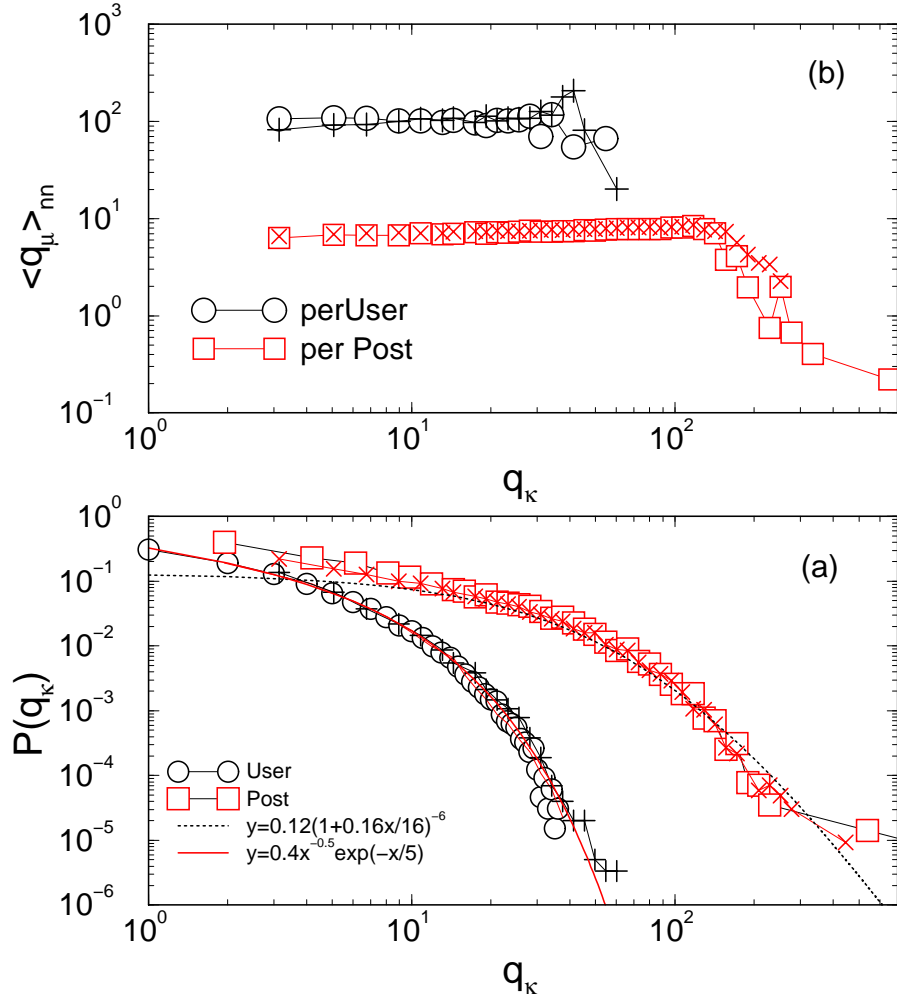 10^3
(b)
10^2
10^1
10^0
10^-1
<q_μ>_nn
perUser
per Post
10^0 10^1 10^2
q_κ
10^0
(a)
10^-1
10^-2
10^-3
10^-4
10^-5
10^-6
P(q_κ)
User
Post
y=0.12(1+0.16x/16)^-6
y=0.4x^-0.5exp(-x/5)
10^0 10^1 10^2
q_κ